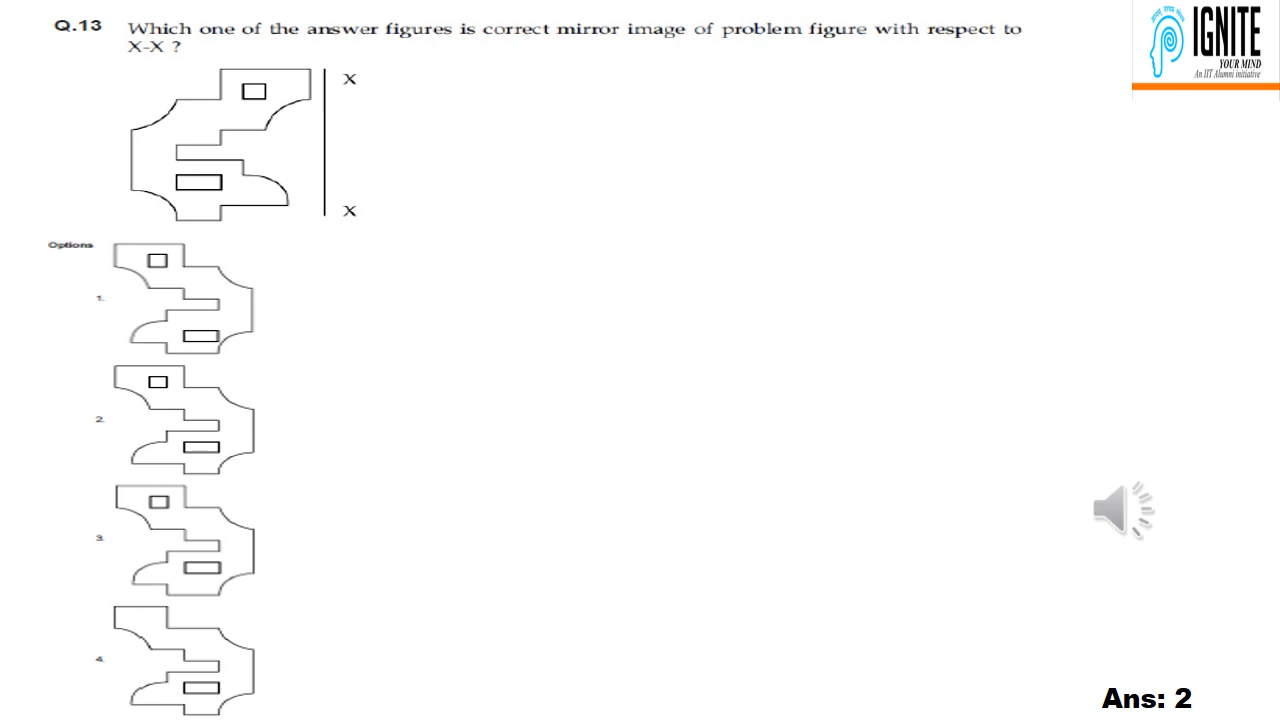 Q.13 Which one of the answer figures is correct mirror image of problem figure with respect to
X-X ?
X
X
Options
1.
2.
3.
4.
IGNITE
YOUR MIND
An IIT Alumni initiative
Ans: 2